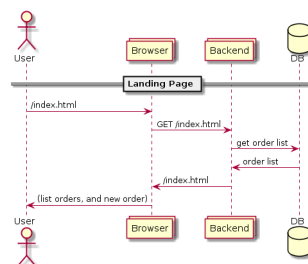 User
Browser
Backend
DB
Landing Page
/index.html
GET /index.html
get order list
order list
/index.html
(list orders, and new order)
User
Browser
Backend
DB